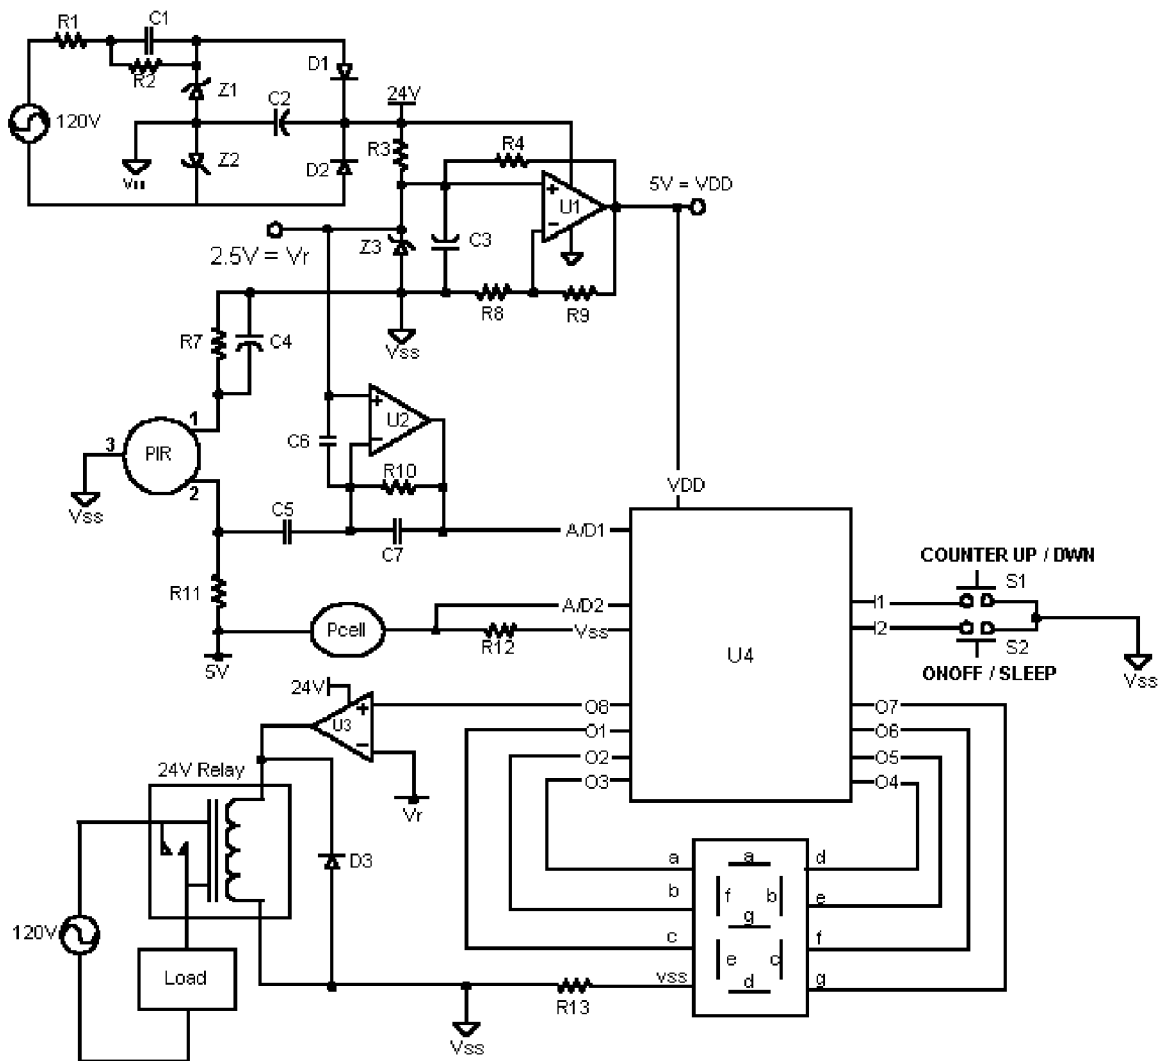 R1
C1
R2
Z1
D1
120V
C2
24V
Z2
D2
R3
R4
+
U1
−
5V = VDD
2.5V = Vr
Z3
C3
R8
R9
Vss
R7
C4
1
3
PIR
2
Vss
C6
+
U2
−
R10
C5
C7
VDD
A/D1
R11
Pcell
A/D2
Vss
R12
5V
U4
COUNTER UP / DWN
S1
I1
I2
S2
ONOFF / SLEEP
Vss
24V
+
U3
−
Vr
O8
O1
O2
O3
O7
O6
O5
O4
24V Relay
D3
120V
Load
a
b
c
vss
a
f
b
g
e
c
d
d
e
f
g
R13
Vss